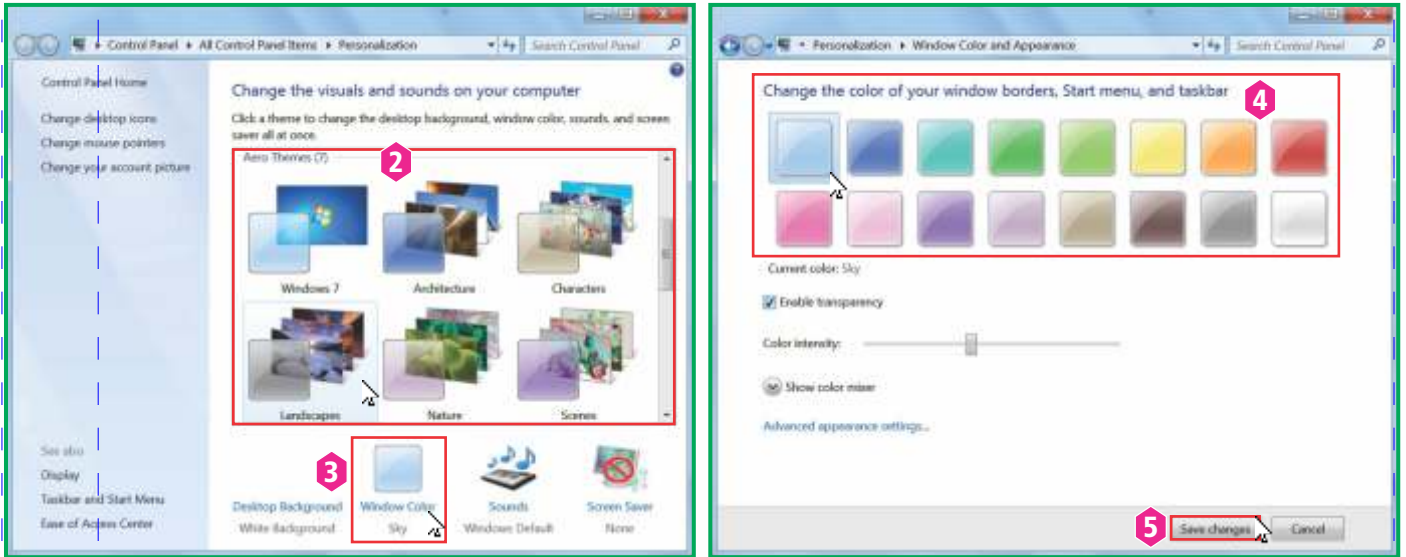 Control Panel ▸ All Control Panel Items ▸ Personalization
Search Control Panel
Control Panel Home
Change desktop icons
Change mouse pointers
Change your account picture
See also
Display
Taskbar and Start Menu
Ease of Access Center
Change the visuals and sounds on your computer
Click a theme to change the desktop background, window color, sounds, and screen
saver all at once.
Aero Themes (7)
2
Windows 7
Architecture
Characters
Landscapes
Nature
Scenes
3
Desktop Background
White Background
Window Color
Sky
Sounds
Windows Default
Screen Saver
None
Personalization ▸ Window Color and Appearance
Search Control Panel
Change the color of your window borders, Start menu, and taskbar
4
Current color: Sky
Enable transparency
Color intensity:
Show color mixer
Advanced appearance settings...
5
Save changes
Cancel